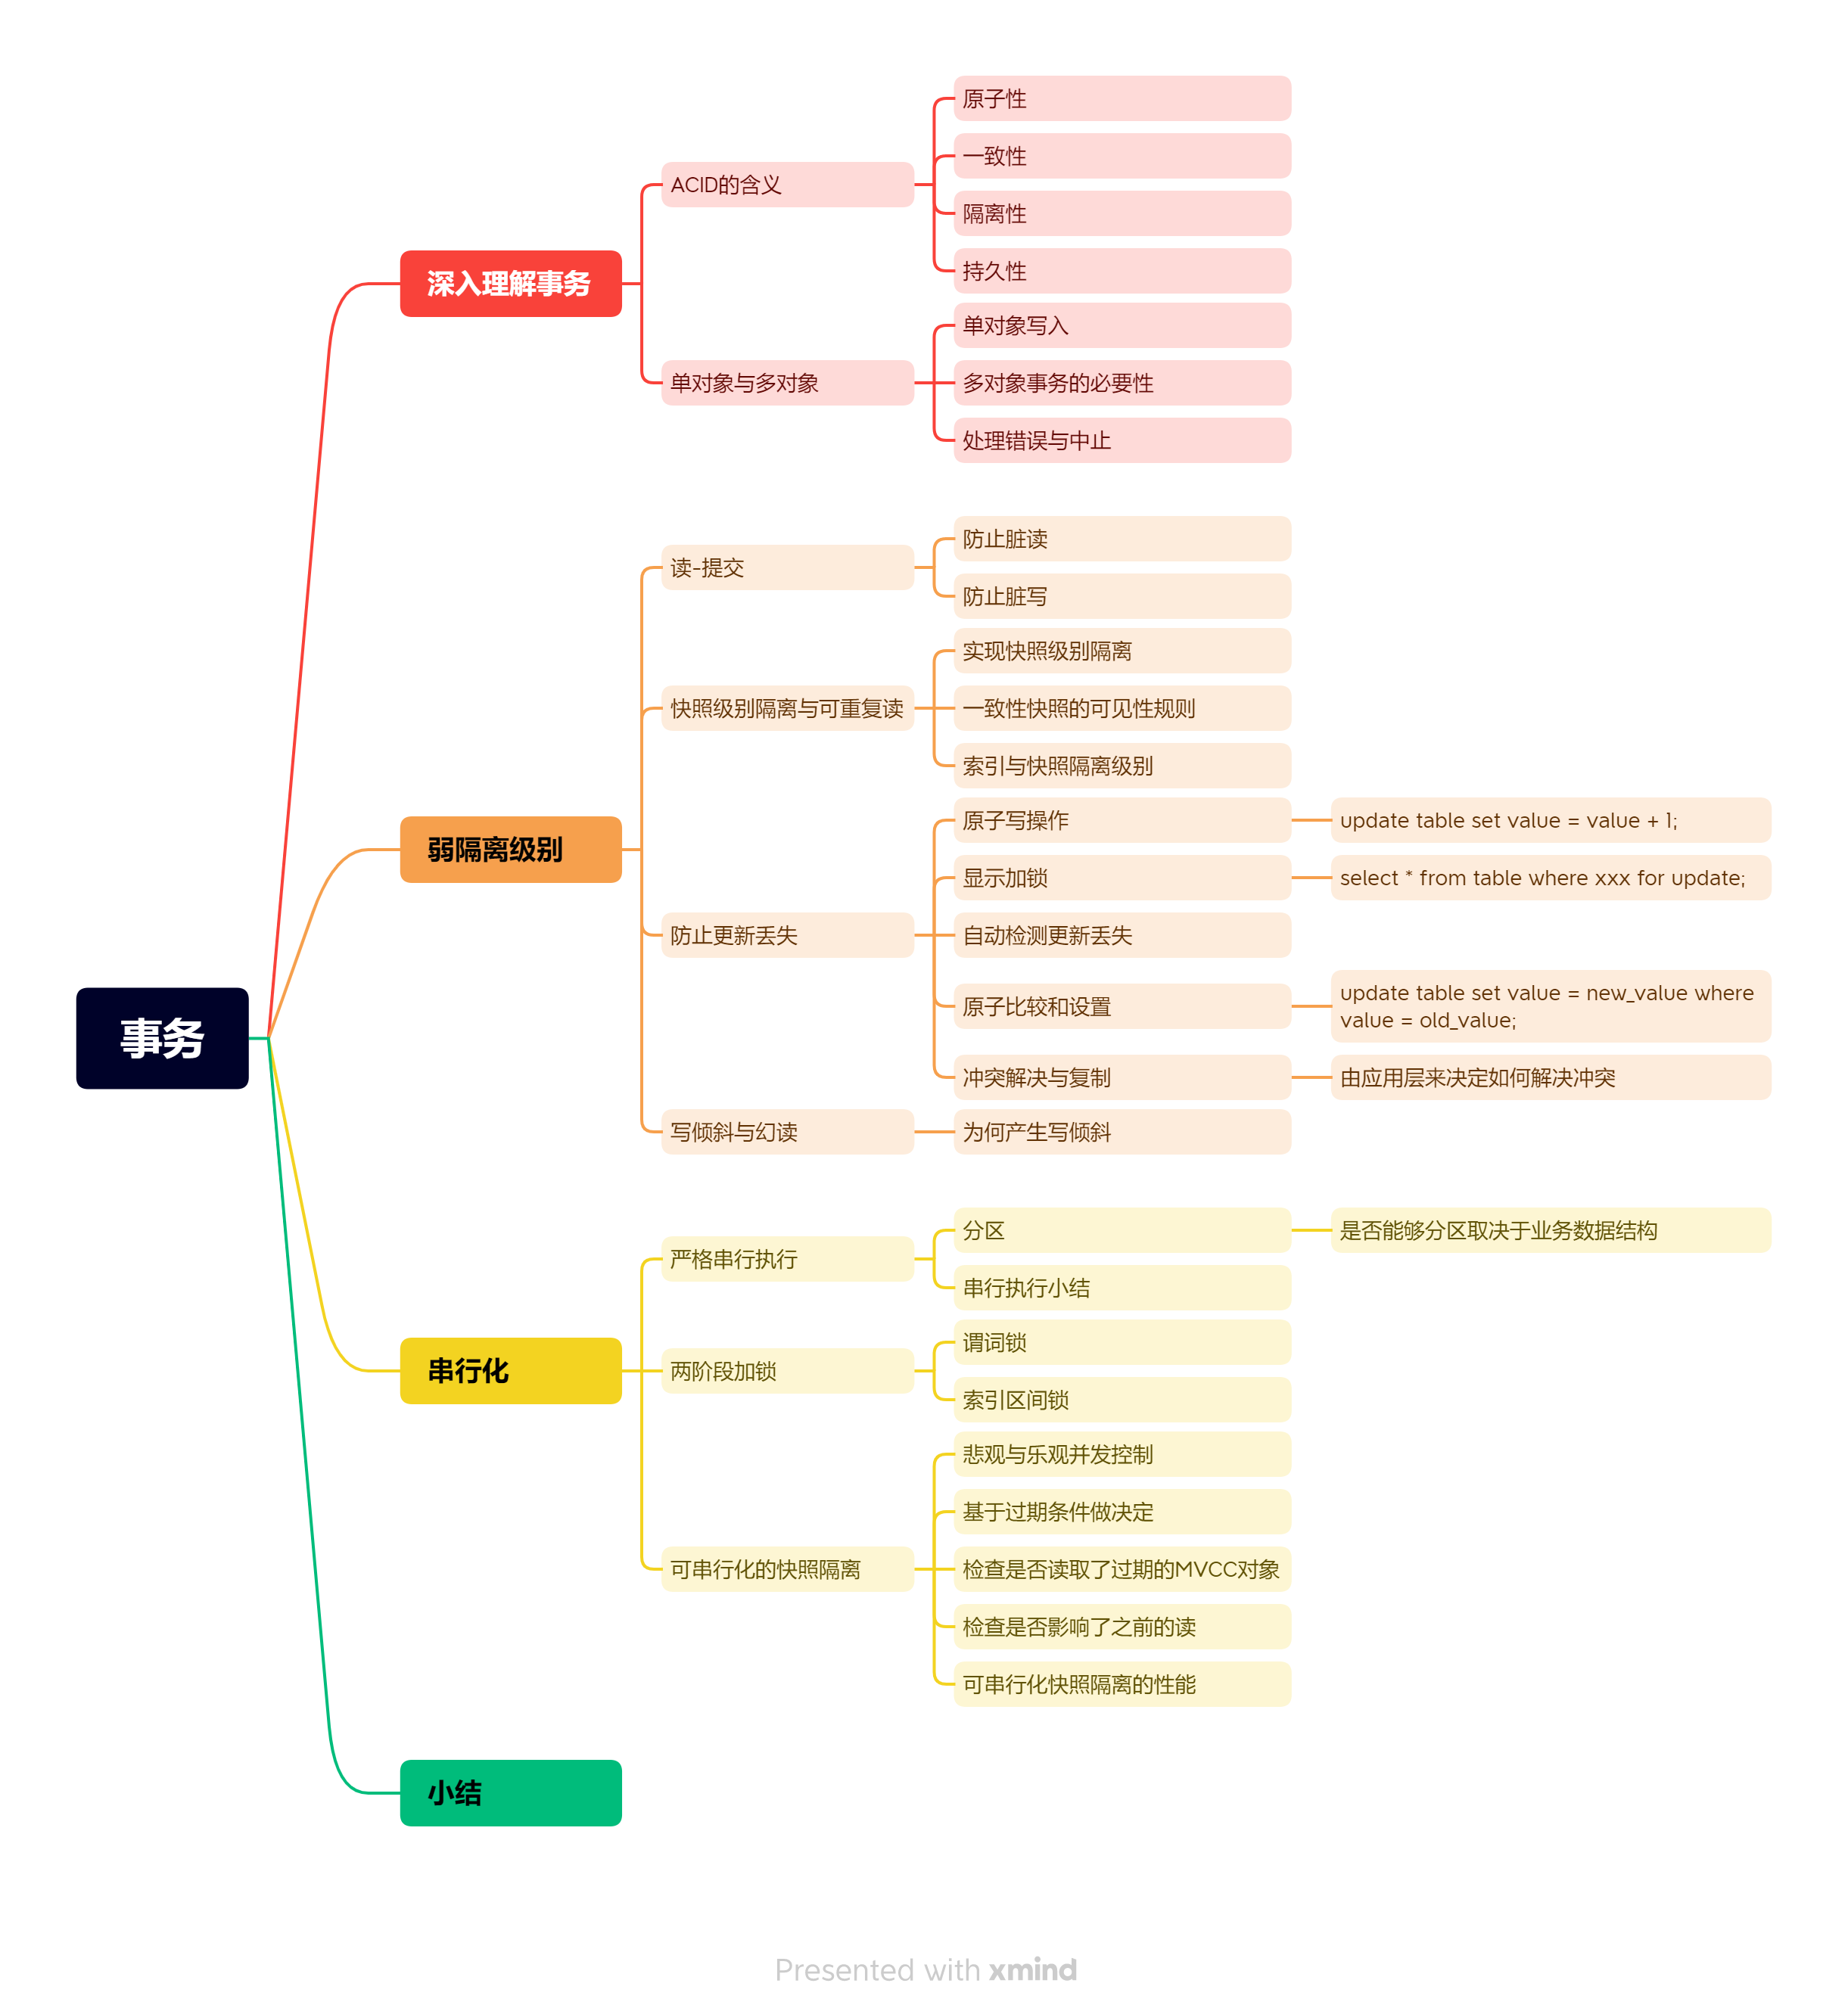 事务
深入理解事务
ACID的含义
原子性
一致性
隔离性
持久性
单对象与多对象
单对象写入
多对象事务的必要性
处理错误与中止
弱隔离级别
读-提交
防止脏读
防止脏写
快照级别隔离与可重复读
实现快照级别隔离
一致性快照的可见性规则
索引与快照隔离级别
防止更新丢失
原子写操作
update table set value = value + 1;
显示加锁
select * from table where xxx for update;
自动检测更新丢失
原子比较和设置
update table set value = new_value where
value = old_value;
冲突解决与复制
由应用层来决定如何解决冲突
写倾斜与幻读
为何产生写倾斜
串行化
严格串行执行
分区
是否能够分区取决于业务数据结构
串行执行小结
两阶段加锁
谓词锁
索引区间锁
可串行化的快照隔离
悲观与乐观并发控制
基于过期条件做决定
检查是否读取了过期的MVCC对象
检查是否影响了之前的读
可串行化快照隔离的性能
小结
Presented with xmind